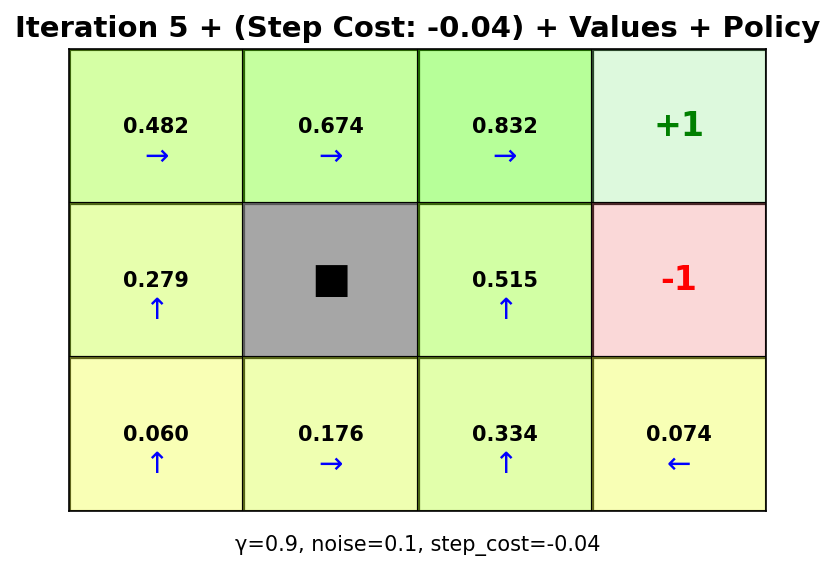 Iteration 5 + (Step Cost: -0.04) + Values + Policy
0.482 0.674 0.832 +1
→ → →
0.279 ■ 0.515 -1
↑ ↑
0.060 0.176 0.334 0.074
↑ → ↑ ←
γ=0.9, noise=0.1, step_cost=-0.04